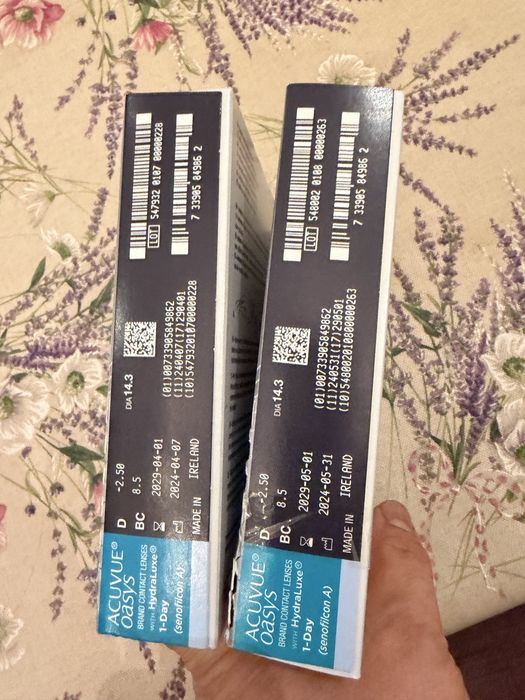 ACUVUE®
OASYS
BRAND CONTACT LENSES
WITH HydraLuxe®
1-Day
(senofilcon A)
D -2.50
BC 8.5
2029-04-01
2024-04-07
MADE IN IRELAND
DIA 14.3
(01)00733905849862
(11)240407(17)290401
(10)547932010700000228
LOT 547932 0107 00000228
7 33905 84986 2
ACUVUE®
OASYS
BRAND CONTACT LENSES
WITH HydraLuxe®
1-Day
(senofilcon A)
D -2.50
BC 8.5
2029-05-01
2024-05-31
MADE IN IRELAND
DIA 14.3
(01)00733905849862
(11)240531(17)290501
(10)548002010800000263
LOT 548002 0108 00000263
7 33905 84986 2